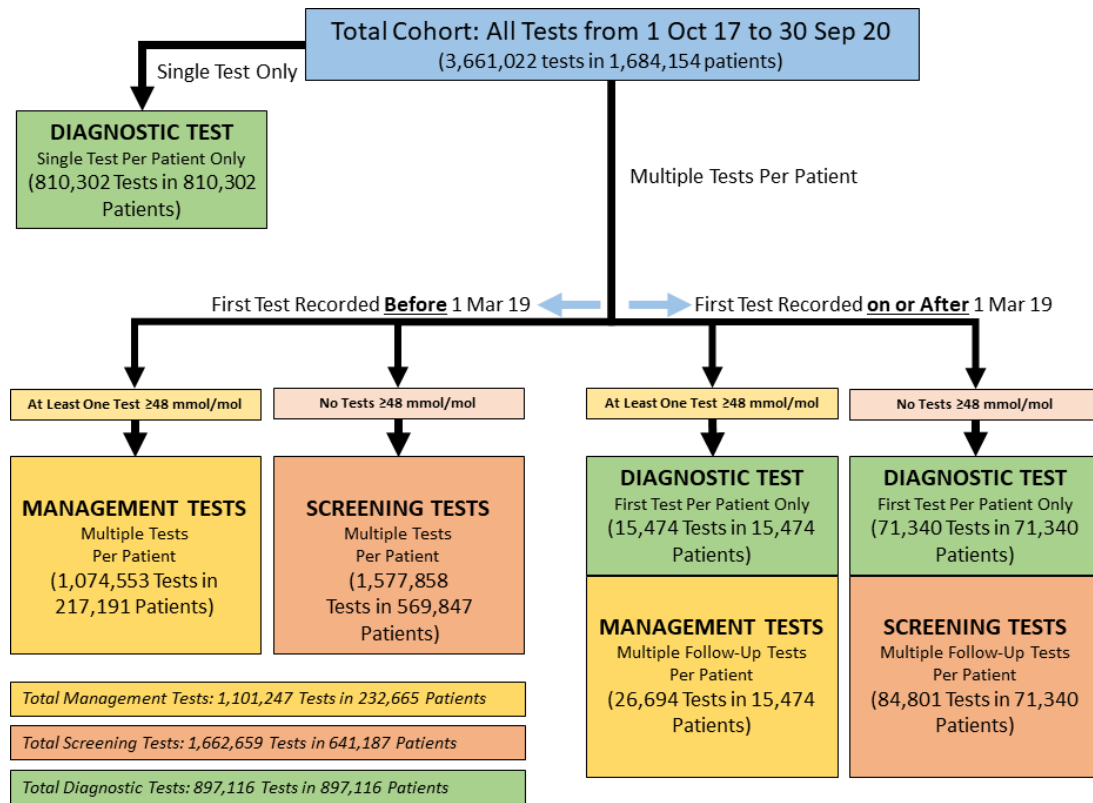 Total Cohort: All Tests from 1 Oct 17 to 30 Sep 20
(3,661,022 tests in 1,684,154 patients)
Single Test Only
DIAGNOSTIC TEST
Single Test Per Patient Only
(810,302 Tests in 810,302
Patients)
Multiple Tests Per Patient
First Test Recorded Before 1 Mar 19
First Test Recorded on or After 1 Mar 19
At Least One Test ≥48 mmol/mol
No Tests ≥48 mmol/mol
At Least One Test ≥48 mmol/mol
No Tests ≥48 mmol/mol
MANAGEMENT TESTS
Multiple Tests
Per Patient
(1,074,553 Tests in
217,191 Patients)
SCREENING TESTS
Multiple Tests
Per Patient
(1,577,858
Tests in 569,847
Patients)
DIAGNOSTIC TEST
First Test Per Patient Only
(15,474 Tests in 15,474
Patients)
MANAGEMENT TESTS
Multiple Follow-Up Tests
Per Patient
(26,694 Tests in 15,474
Patients)
DIAGNOSTIC TEST
First Test Per Patient Only
(71,340 Tests in 71,340
Patients)
SCREENING TESTS
Multiple Follow-Up Tests
Per Patient
(84,801 Tests in 71,340
Patients)
Total Management Tests: 1,101,247 Tests in 232,665 Patients
Total Screening Tests: 1,662,659 Tests in 641,187 Patients
Total Diagnostic Tests: 897,116 Tests in 897,116 Patients